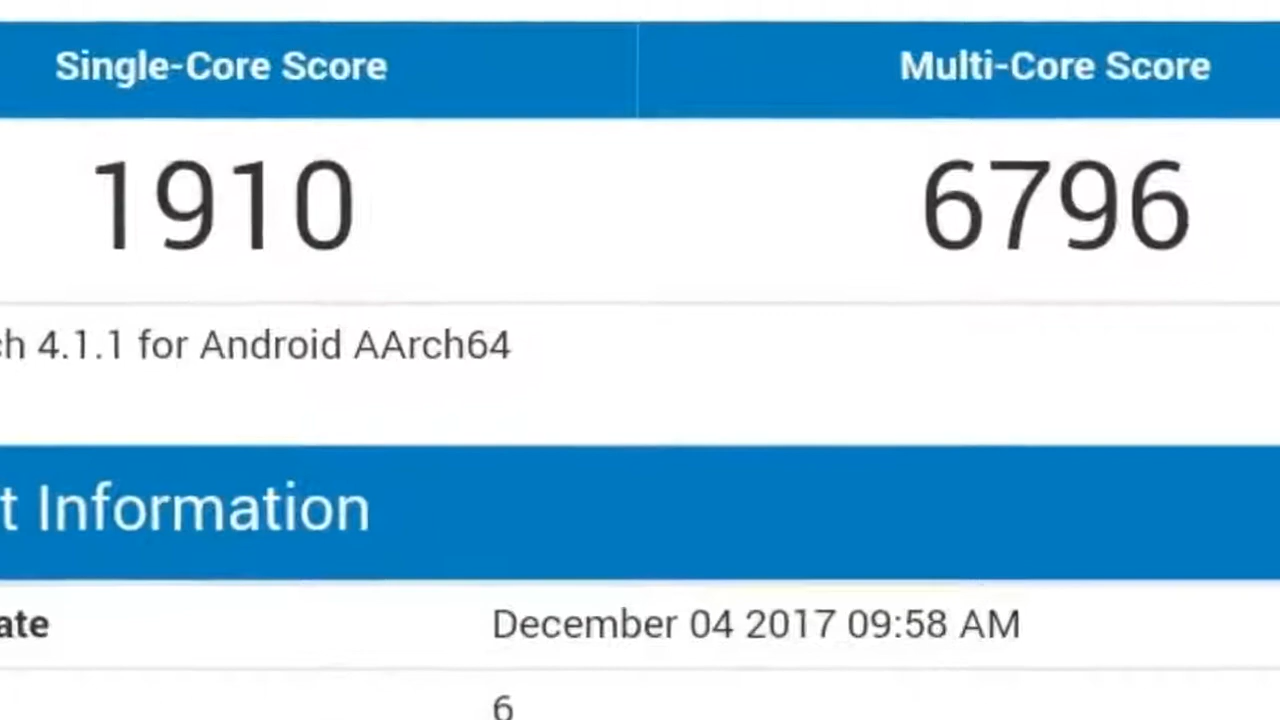 Single-Core Score Multi-Core Score
1910 6796
ch 4.1.1 for Android AArch64
t Information
ate December 04 2017 09:58 AM
6